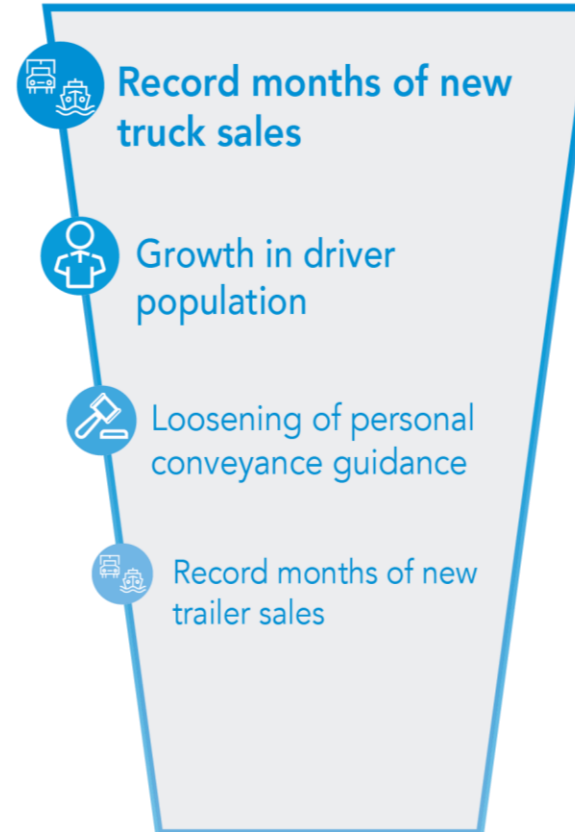 Record months of new
truck sales
Growth in driver
population
Loosening of personal
conveyance guidance
Record months of new
trailer sales